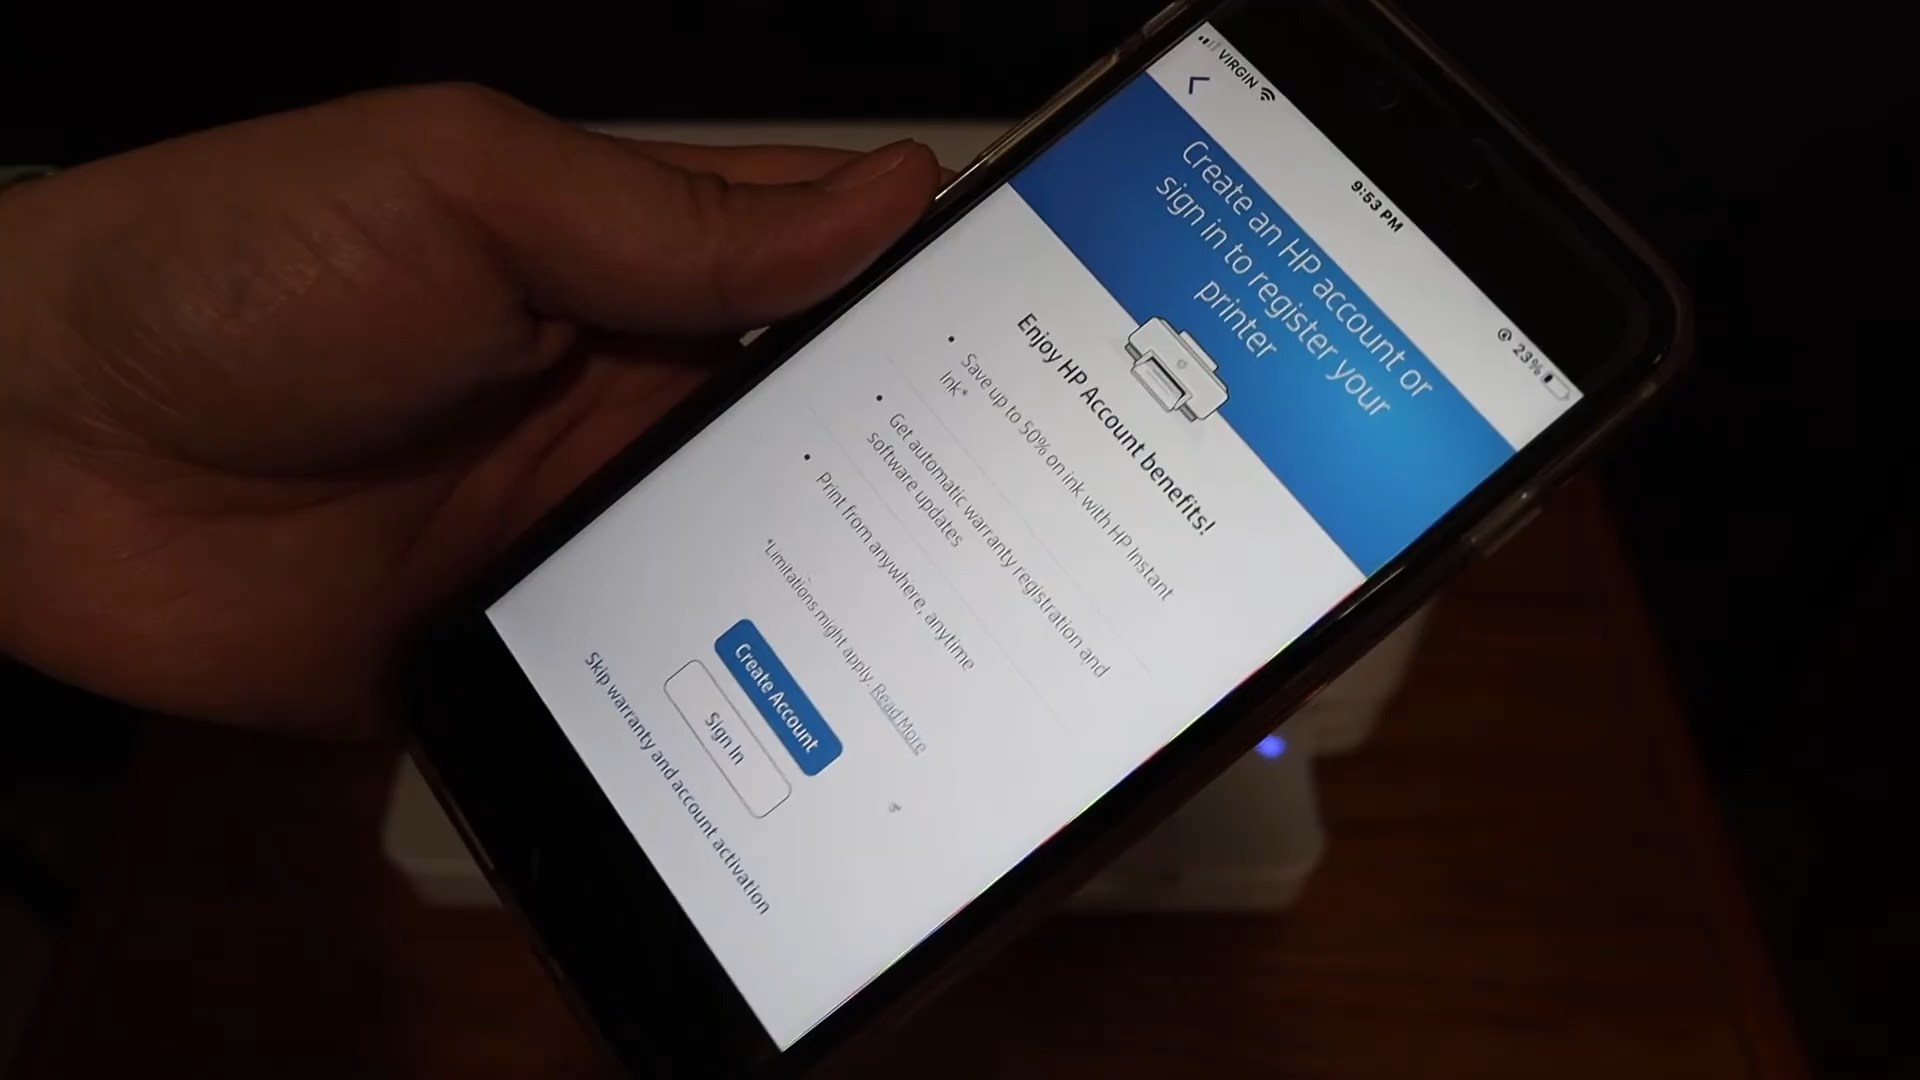 VIRGIN
9:53 PM
23%
Create an HP account or
sign in to register your
printer
Enjoy HP Account benefits!
• Save up to 50% on ink with HP Instant
Ink*
• Get automatic warranty registration and
software updates
• Print from anywhere, anytime
*Limitations might apply. Read More
Create Account
Sign In
Skip warranty and account activation